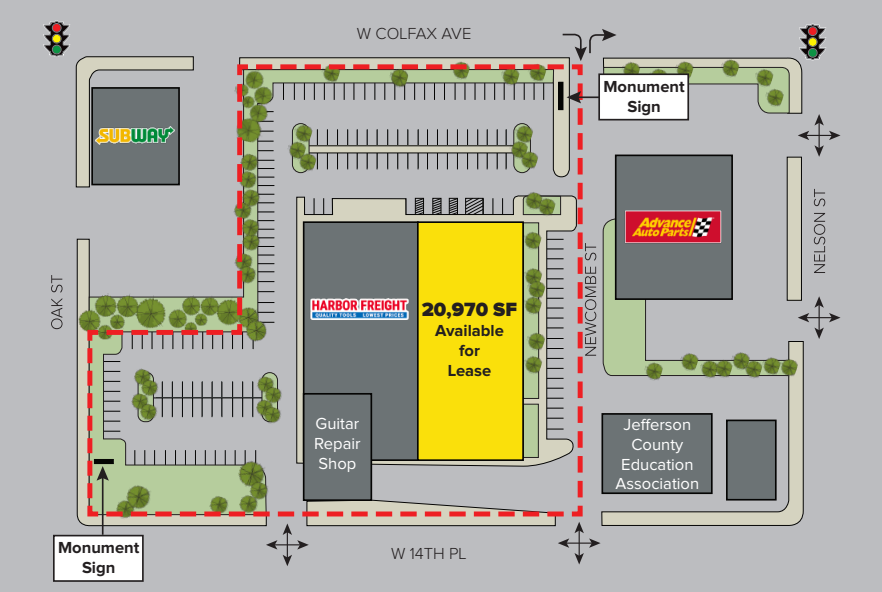 W COLFAX AVE
Monument
Sign
SUBWAY
Advance
Auto Parts
OAK ST
NEWCOMBE ST
NELSON ST
HARBOR FREIGHT
QUALITY TOOLS LOWEST PRICES
20,970 SF
Available
for
Lease
Guitar
Repair
Shop
Jefferson
County
Education
Association
Monument
Sign
W 14TH PL